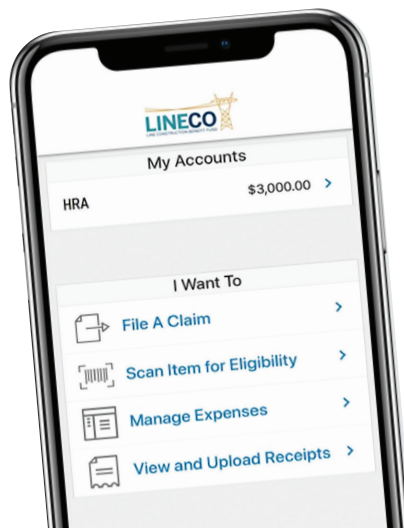 LINECO
LINE CONSTRUCTION BENEFIT FUND
My Accounts
HRA $3,000.00 >
I Want To
File A Claim >
Scan Item for Eligibility >
Manage Expenses >
View and Upload Receipts >